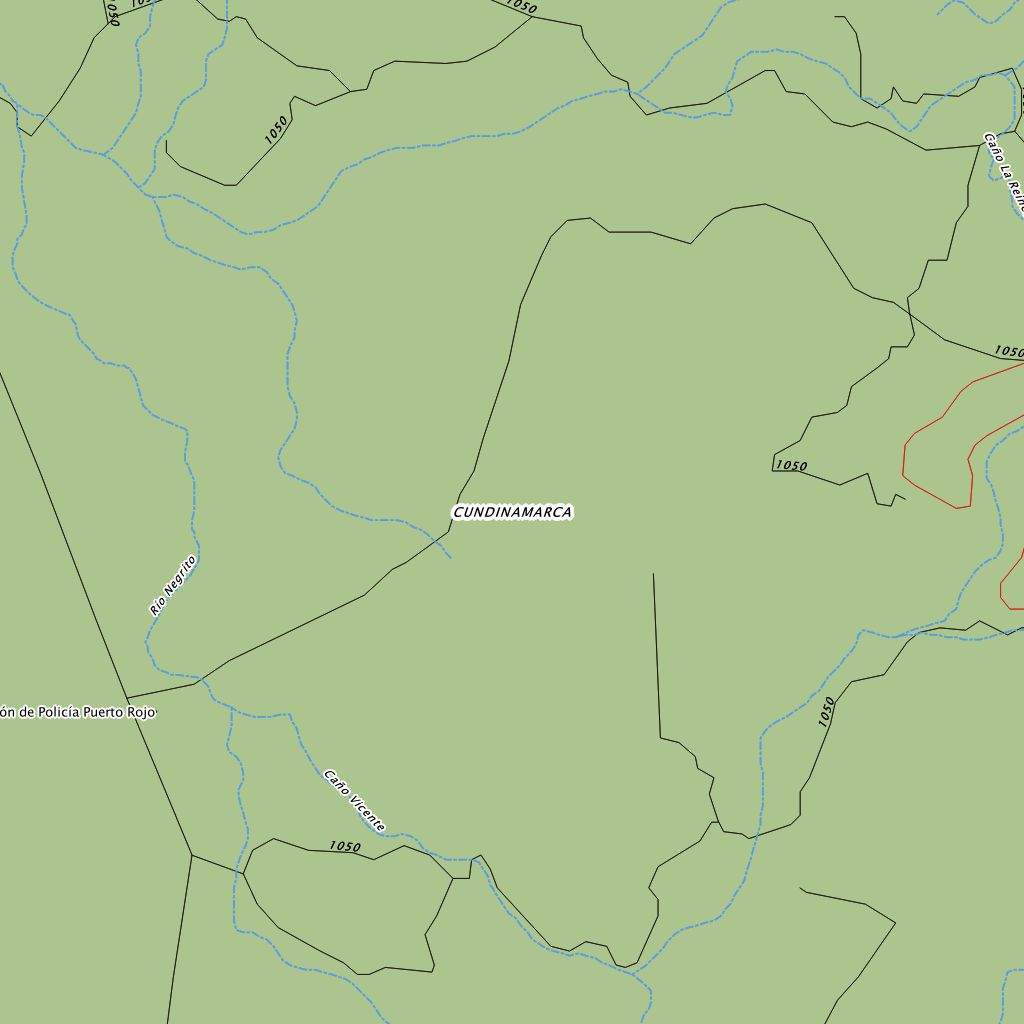 1050
1050
1050
Caño La Reina
1050
1050
CUNDINAMARCA
Río Negrito
ón de Policía Puerto Rojo
1050
Caño Vicente
1050